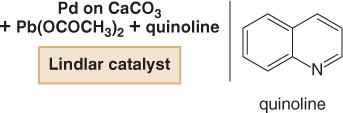 Pd on CaCO₃
+ Pb(OCOCH₃)₂ + quinoline
Lindlar catalyst
N
quinoline